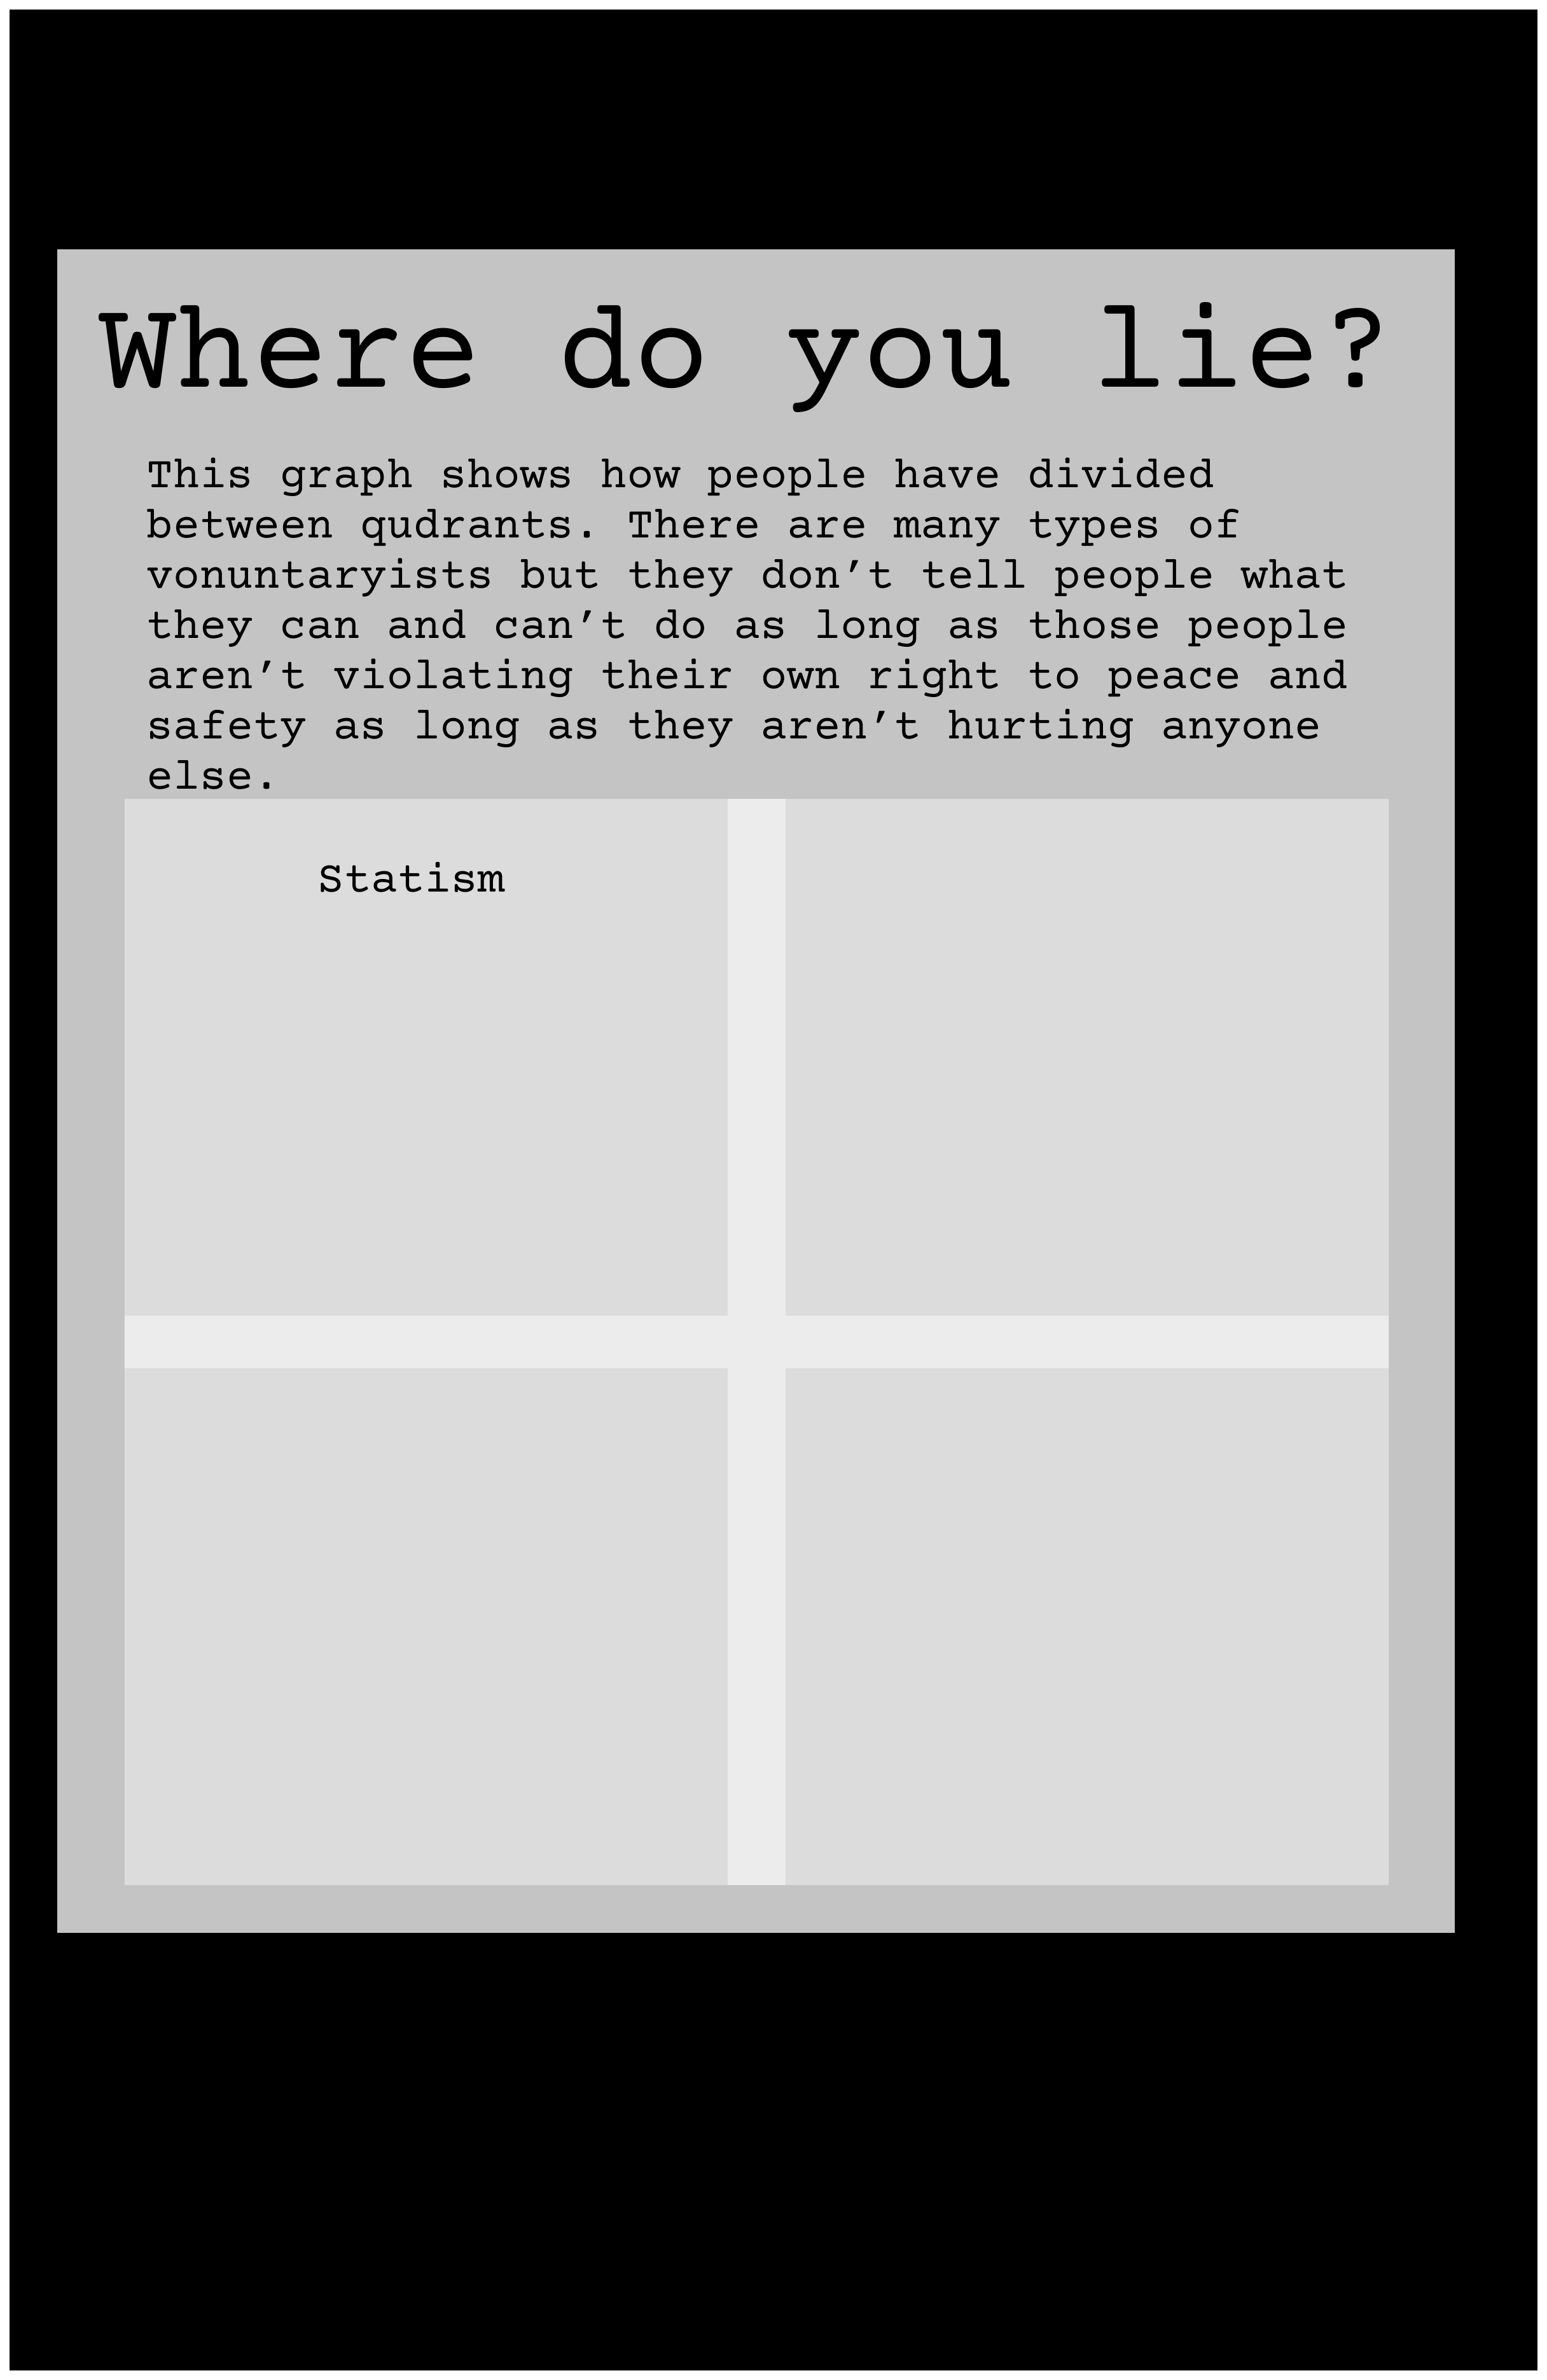 Where do you lie?
This graph shows how people have divided
between qudrants. There are many types of
vonuntaryists but they don’t tell people what
they can and can’t do as long as those people
aren’t violating their own right to peace and
safety as long as they aren’t hurting anyone
else.
Statism